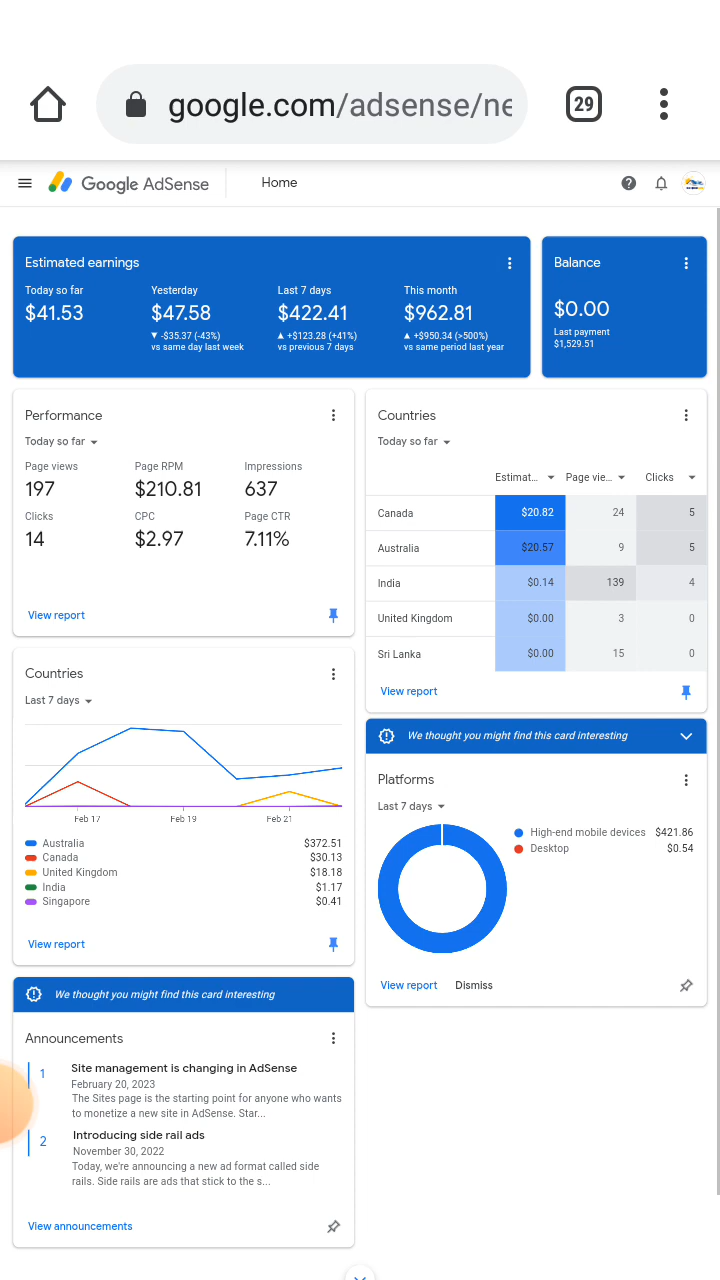 google.com/adsense/ne
29
Google AdSense
Home
Estimated earnings
Today so far
$41.53
Yesterday
$47.58
▼ -$35.37 (-43%)
vs same day last week
Last 7 days
$422.41
▲ +$123.28 (+41%)
vs previous 7 days
This month
$962.81
▲ +$950.34 (>500%)
vs same period last year
Balance
$0.00
Last payment
$1,529.51
Performance
Today so far
Page views
197
Page RPM
$210.81
Impressions
637
Clicks
14
CPC
$2.97
Page CTR
7.11%
View report
Countries
Today so far
Estimat... Page vie... Clicks
Canada $20.82 24 5
Australia $20.57 9 5
India $0.14 139 4
United Kingdom $0.00 3 0
Sri Lanka $0.00 15 0
View report
Countries
Last 7 days
Feb 17 Feb 19 Feb 21
Australia $372.51
Canada $30.13
United Kingdom $18.18
India $1.17
Singapore $0.41
View report
We thought you might find this card interesting
Platforms
Last 7 days
High-end mobile devices $421.86
Desktop $0.54
View report Dismiss
We thought you might find this card interesting
Announcements
1 Site management is changing in AdSense
February 20, 2023
The Sites page is the starting point for anyone who wants
to monetize a new site in AdSense. Star...
2 Introducing side rail ads
November 30, 2022
Today, we're announcing a new ad format called side
rails. Side rails are ads that stick to the s...
View announcements